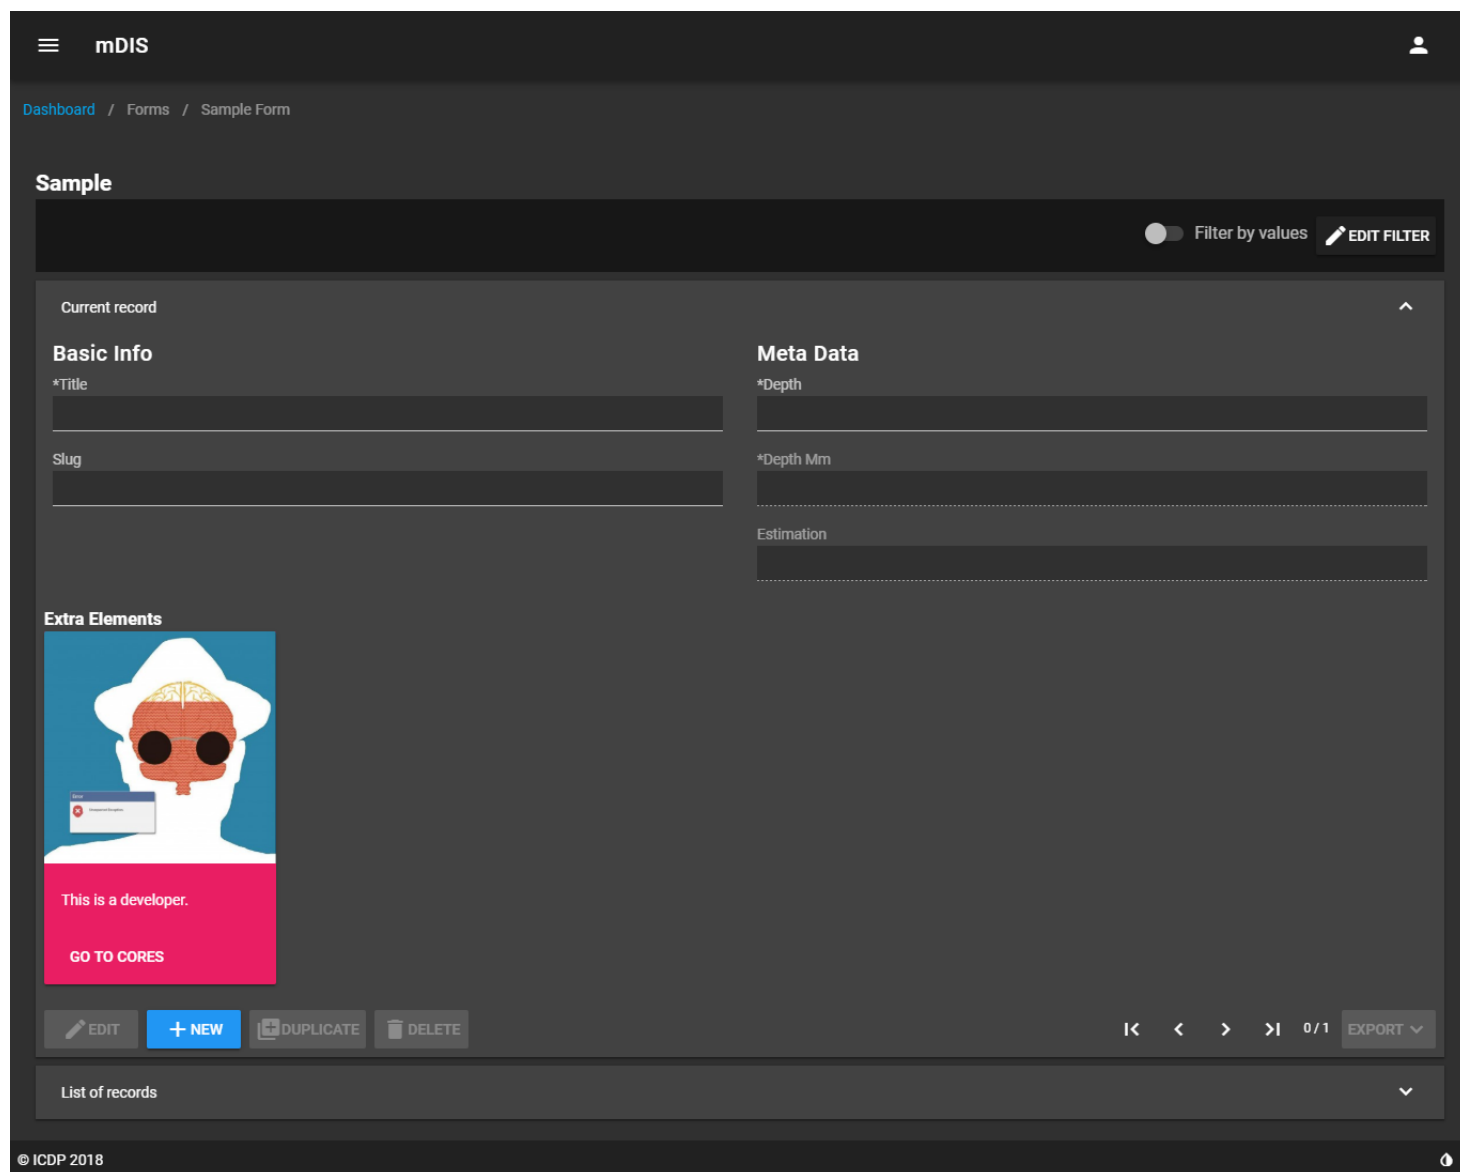 mDIS
Dashboard / Forms / Sample Form
Sample
Filter by values EDIT FILTER
Current record
Basic Info
*Title
Slug
Meta Data
*Depth
*Depth Mm
Estimation
Extra Elements
Error
This is a developer.
GO TO CORES
EDIT NEW DUPLICATE DELETE 0 / 1 EXPORT
List of records
© ICDP 2018